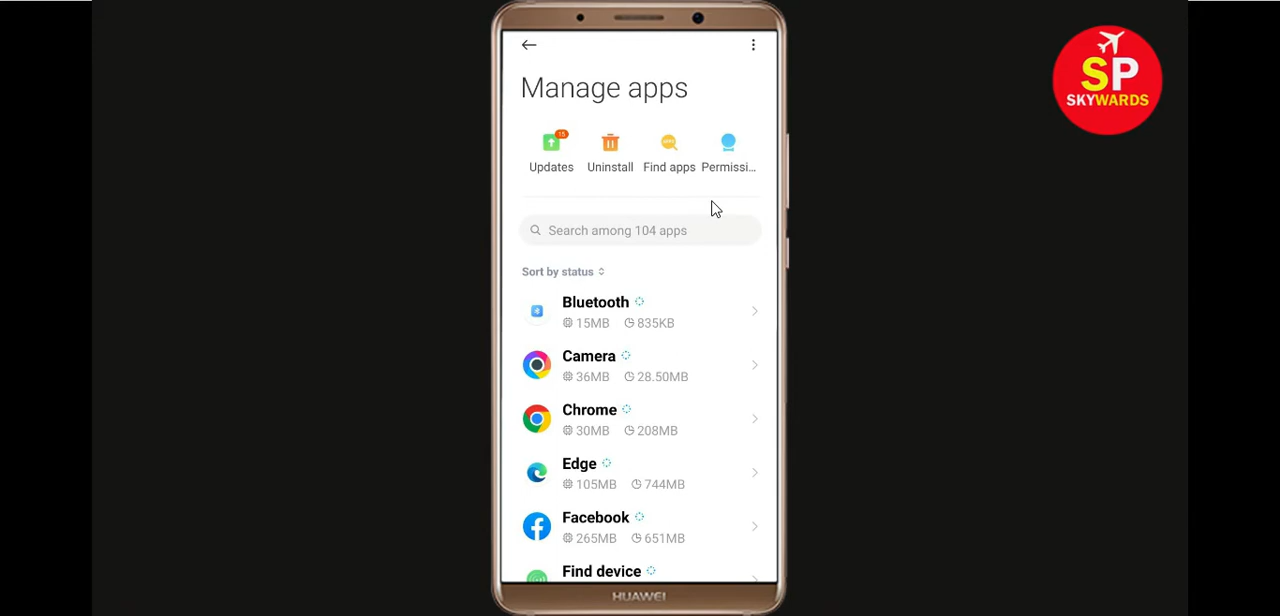 SP
SKYWARDS
Manage apps
15
Updates Uninstall Find apps Permissi...
Search among 104 apps
Sort by status
Bluetooth
15MB 835KB
Camera
36MB 28.50MB
Chrome
30MB 208MB
Edge
105MB 744MB
Facebook
265MB 651MB
Find device
HUAWEI